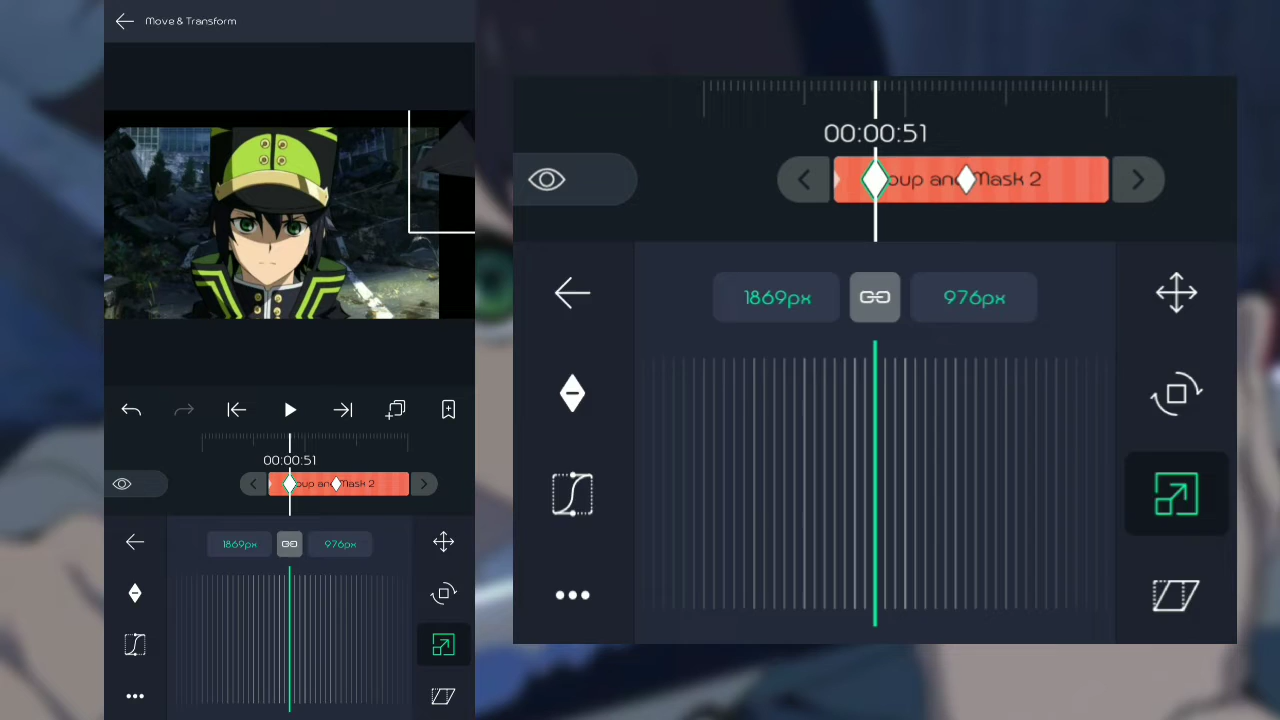 Move & Transform
00:00:51
oup an Mask 2
1869px
976px
00:00:51
oup and Mask 2
1869px
976px